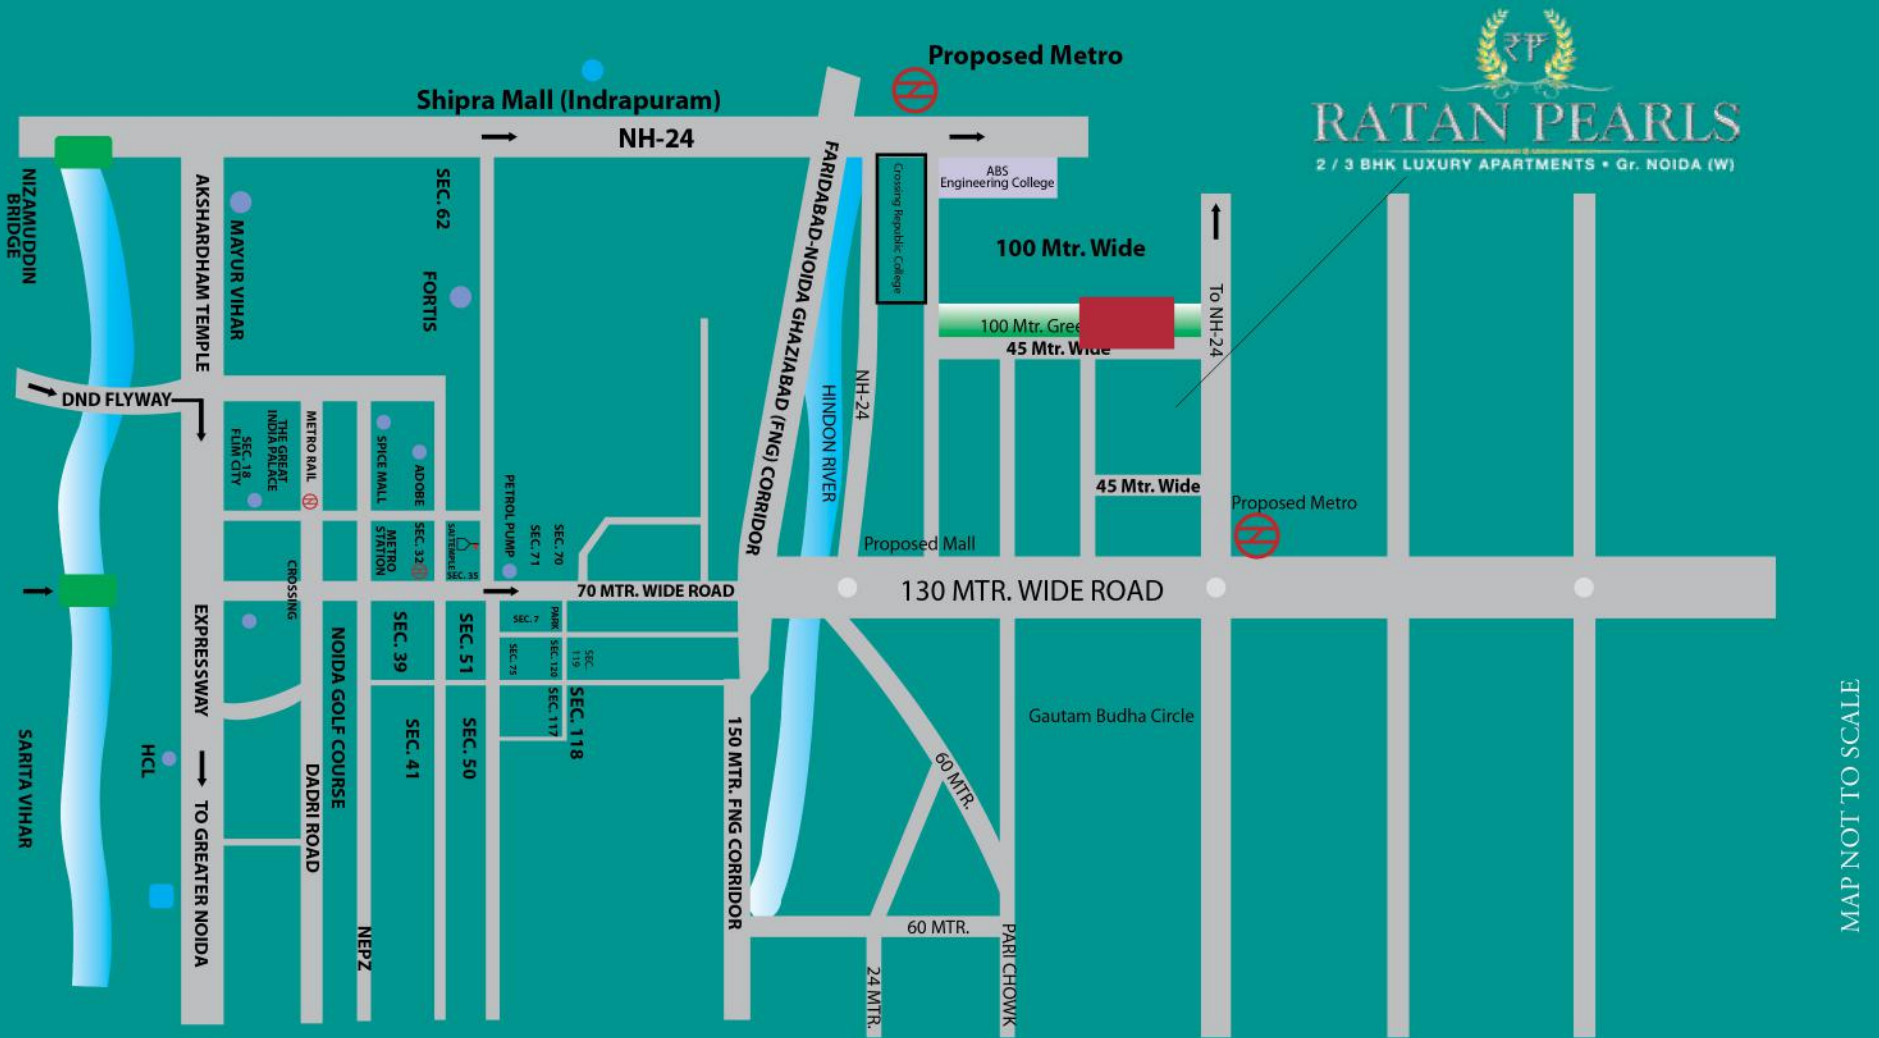 Proposed Metro
RATAN PEARLS
2 / 3 BHK LUXURY APARTMENTS • Gr. NOIDA (W)
Shipra Mall (Indrapuram)
NH-24
NIZAMUDDIN
BRIDGE
AKSHARDHAM TEMPLE
MAYUR VIHAR
SEC. 62
FORTIS
FARIDABAD-NOIDA GHAZIABAD (FNG) CORRIDOR
HINDON RIVER
NH-24
Crossing Republic College
ABS
Engineering College
100 Mtr. Wide
100 Mtr. Gree
45 Mtr. Wide
To NH-24
DND FLYWAY
SEC. 18
FLIM CITY
THE GREAT
INDIA PALACE
METRO RAIL
SPICE MALL
ADOBE
METRO
STATION
SEC. 32
SAI TEMPLE
SEC. 35
PETROL PUMP
SEC. 71
SEC. 70
45 Mtr. Wide
Proposed Metro
Proposed Mall
CROSSING
70 MTR. WIDE ROAD
130 MTR. WIDE ROAD
EXPRESSWAY
NOIDA GOLF COURSE
SEC. 39
SEC. 51
SEC. 7
PARK
SEC. 75
SEC. 120
SEC.
119
SEC. 117
SEC. 118
SEC. 41
SEC. 50
150 MTR. FNG CORRIDOR
Gautam Budha Circle
60 MTR.
60 MTR.
24 MTR.
PARI CHOWK
SARITA VIHAR
HCL
TO GREATER NOIDA
DADRI ROAD
NEPZ
MAP NOT TO SCALE